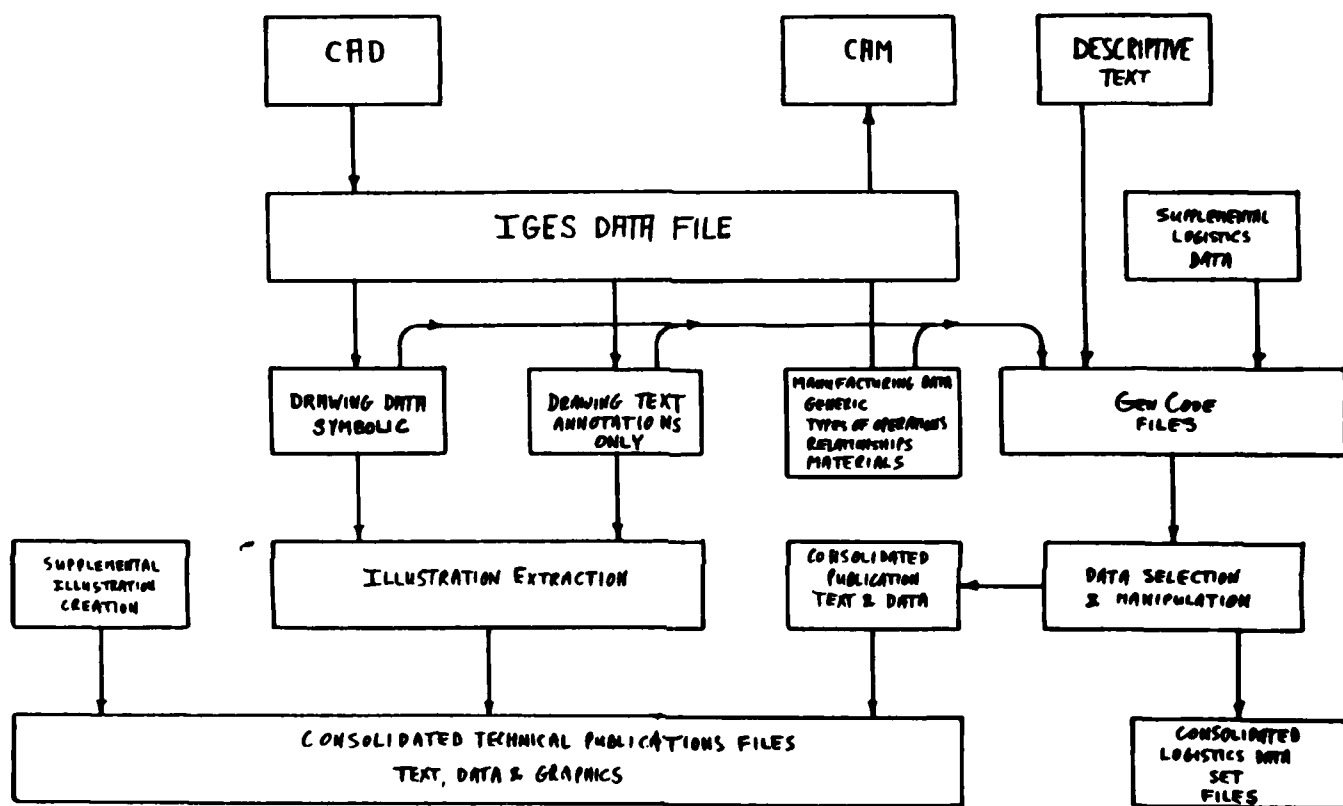 CAD
CAM
DESCRIPTIVE
TEXT
IGES DATA FILE
SUPPLEMENTAL
LOGISTICS
DATA
DRAWING DATA
SYMBOLIC
DRAWING TEXT
ANNOTATIONS
ONLY
MANUFACTURING DATA
GENERIC
TYPES OF OPERATIONS
RELATIONSHIPS
MATERIALS
GEN CODE
FILES
SUPPLEMENTAL
ILLUSTRATION
CREATION
ILLUSTRATION EXTRACTION
CONSOLIDATED
PUBLICATION
TEXT & DATA
DATA SELECTION
& MANIPULATION
CONSOLIDATED TECHNICAL PUBLICATIONS FILES
TEXT, DATA & GRAPHICS
CONSOLIDATED
LOGISTICS DATA
SET
FILES